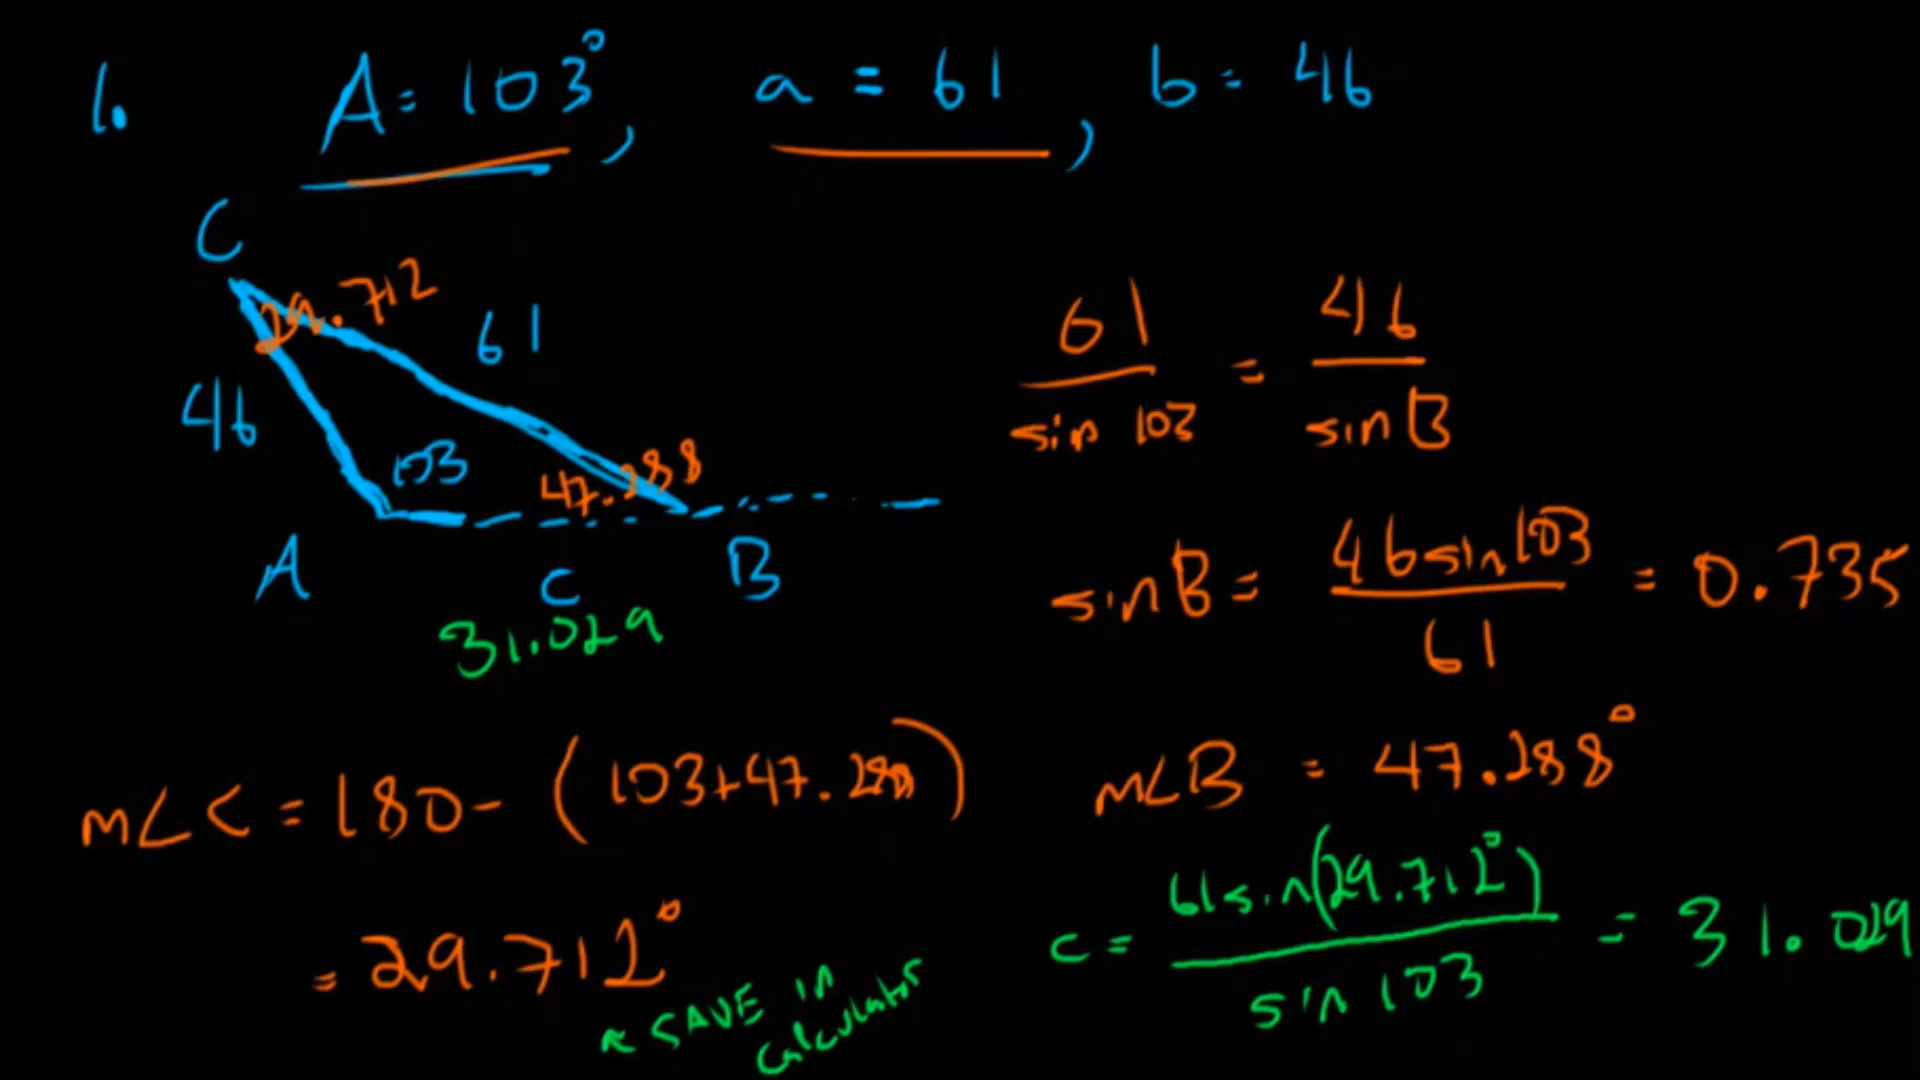 1. A = 103°, a = 61, b = 46
C
29.712
61
46
103
47.288
A
c
B
31.029
61/sin 103 = 46/sin B
sin B = 46 sin 103/61 = 0.735
m∠C = 180 - (103+47.288)
m∠B = 47.288°
= 29.712°
c = 61 sin(29.712°)/sin 103 = 31.029
SAVE in
calculator